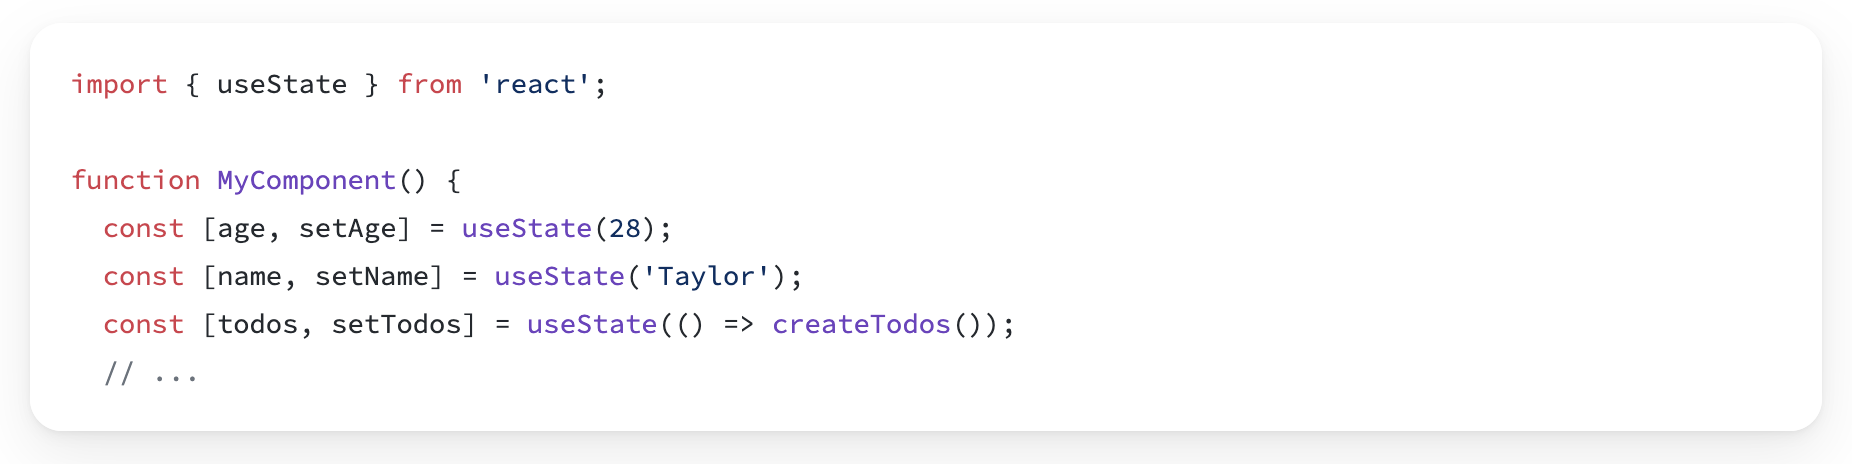 import { useState } from 'react';

function MyComponent() {
  const [age, setAge] = useState(28);
  const [name, setName] = useState('Taylor');
  const [todos, setTodos] = useState(() => createTodos());
  // ...